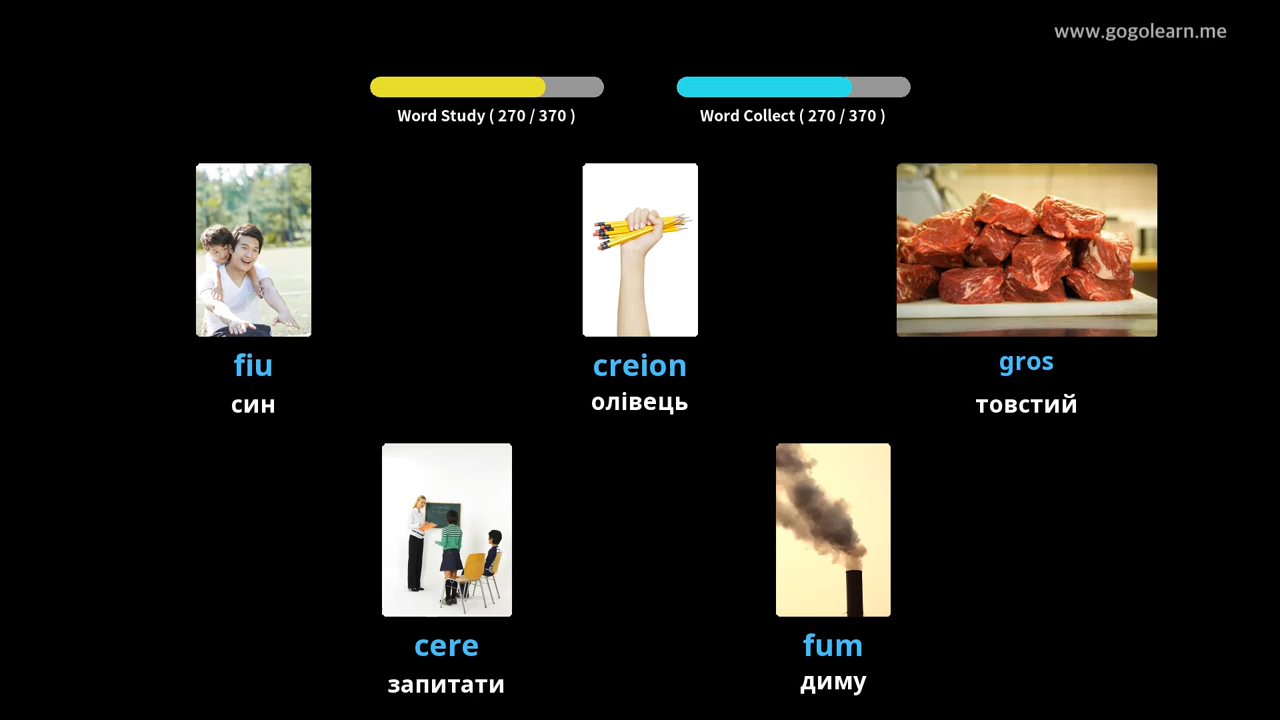 www.gogolearn.me
Word Study ( 270 / 370 )
Word Collect ( 270 / 370 )
fiu
син
creion
олівець
gros
товстий
cere
запитати
fum
диму